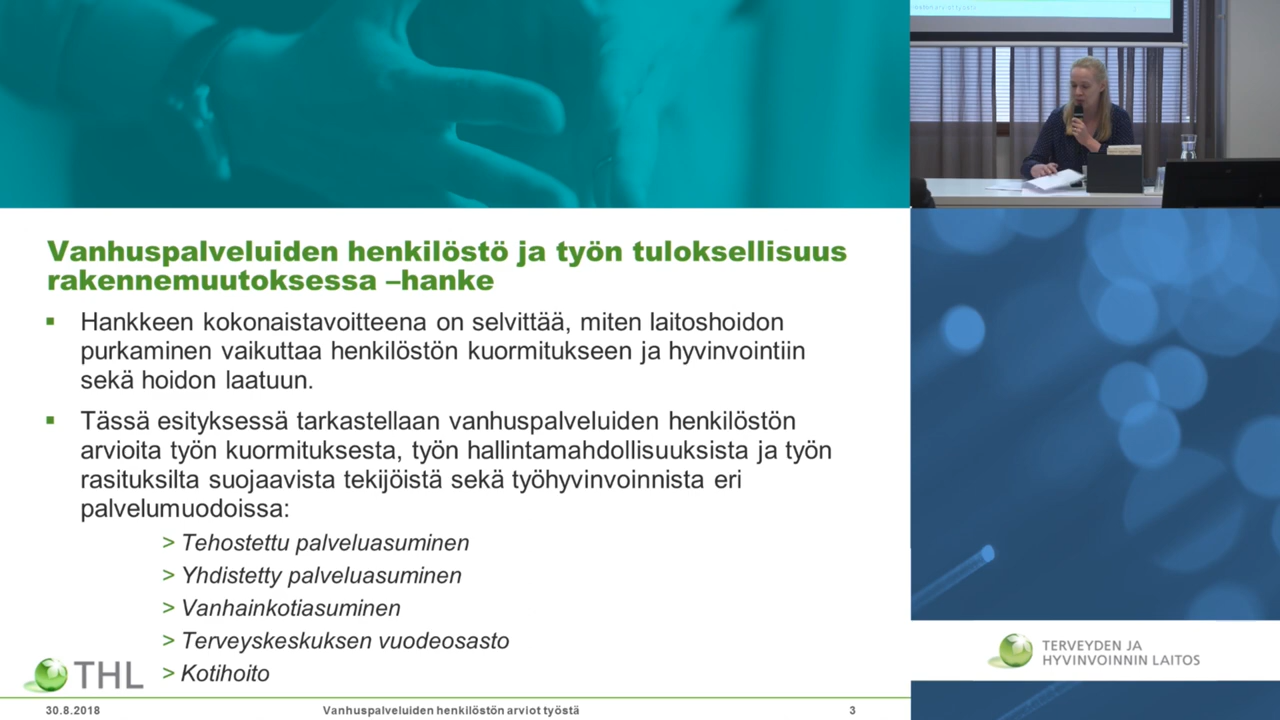 Vanhuspalveluiden henkilöstö ja työn tuloksellisuus
rakennemuutoksessa –hanke
▪ Hankkeen kokonaistavoitteena on selvittää, miten laitoshoidon
purkaminen vaikuttaa henkilöstön kuormitukseen ja hyvinvointiin
sekä hoidon laatuun.
▪ Tässä esityksessä tarkastellaan vanhuspalveluiden henkilöstön
arvioita työn kuormituksesta, työn hallintamahdollisuuksista ja työn
rasituksilta suojaavista tekijöistä sekä työhyvinvoinnista eri
palvelumuodoissa:
> Tehostettu palveluasuminen
> Yhdistetty palveluasuminen
> Vanhainkotiasuminen
> Terveyskeskuksen vuodeosasto
> Kotihoito
THL
30.8.2018 Vanhuspalveluiden henkilöstön arviot työstä 3
TERVEYDEN JA
HYVINVOINNIN LAITOS